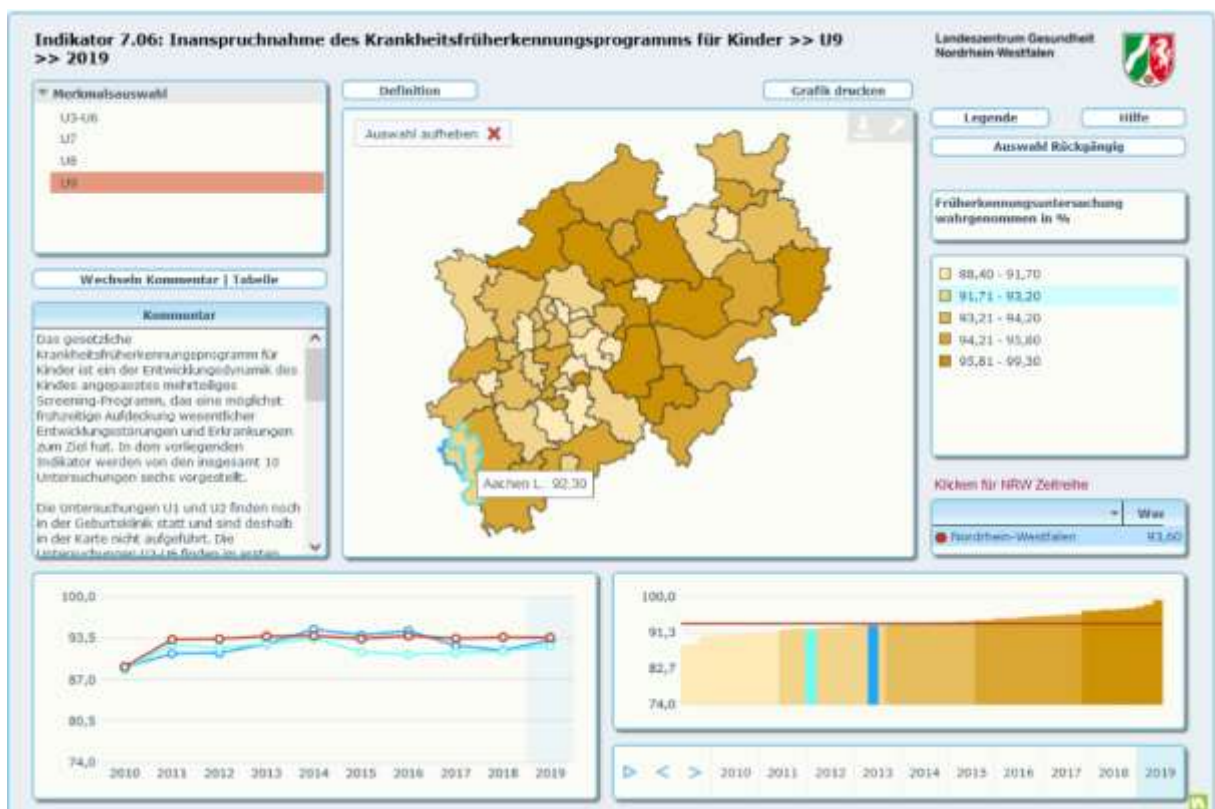 Indikator 7.06: Inanspruchnahme des Krankheitsfrüherkennungsprogramms für Kinder >> U9
>> 2019
Landeszentrum Gesundheit
Nordrhein-Westfalen
Merkmalsauswahl
U3-U6
U7
U8
U9
Definition
Grafik drucken
Auswahl aufheben
Legende
Hilfe
Auswahl Rückgängig
Früherkennungsuntersuchung
wahrgenommen in %
88,40 - 91,70
91,71 - 93,20
93,21 - 94,20
94,21 - 95,80
95,81 - 99,30
Wechseln Kommentar | Tabelle
Kommentar
Das gesetzliche
Krankheitsfrüherkennungsprogramm für
Kinder ist ein der Entwicklungsdynamik des
Kindes angepasstes mehrteiliges
Screening-Programm, das eine möglichst
frühzeitige Aufdeckung wesentlicher
Entwicklungsstörungen und Erkrankungen
zum Ziel hat. In dem vorliegenden
Indikator werden von den insgesamt 10
Untersuchungen sechs vorgestellt.
Die Untersuchungen U1 und U2 finden noch
in der Geburtsklinik statt und sind deshalb
in der Karte nicht aufgeführt. Die
Untersuchungen U3-U6 finden im ersten
Aachen L. 92,30
Klicken für NRW Zeitreihe
Wer
Nordrhein-Westfalen 93,60
100,0
93,5
87,0
80,5
74,0
2010 2011 2012 2013 2014 2015 2016 2017 2018 2019
100,0
91,3
82,7
74,0
2010 2011 2012 2013 2014 2015 2016 2017 2018 2019